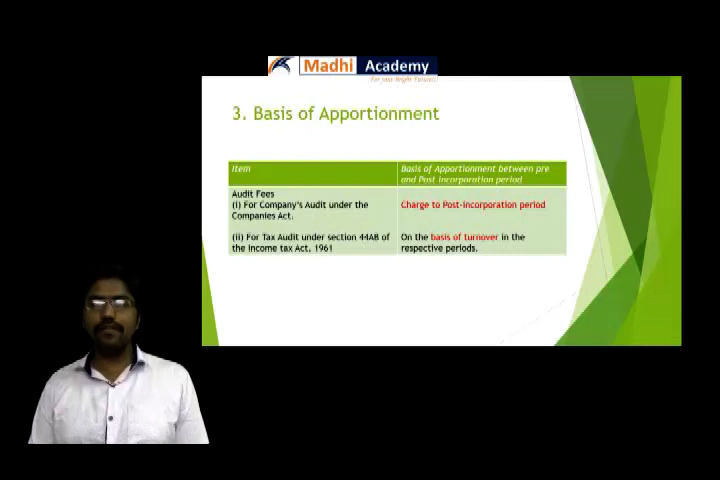 Madhi Academy
For your Bright Future!!
3. Basis of Apportionment
Item
Basis of Apportionment between pre
and Post incorporation period
Audit Fees
(i) For Company's Audit under the
Companies Act.
Charge to Post-incorporation period
(ii) For Tax Audit under section 44AB of
the Income tax Act, 1961
On the basis of turnover in the
respective periods.